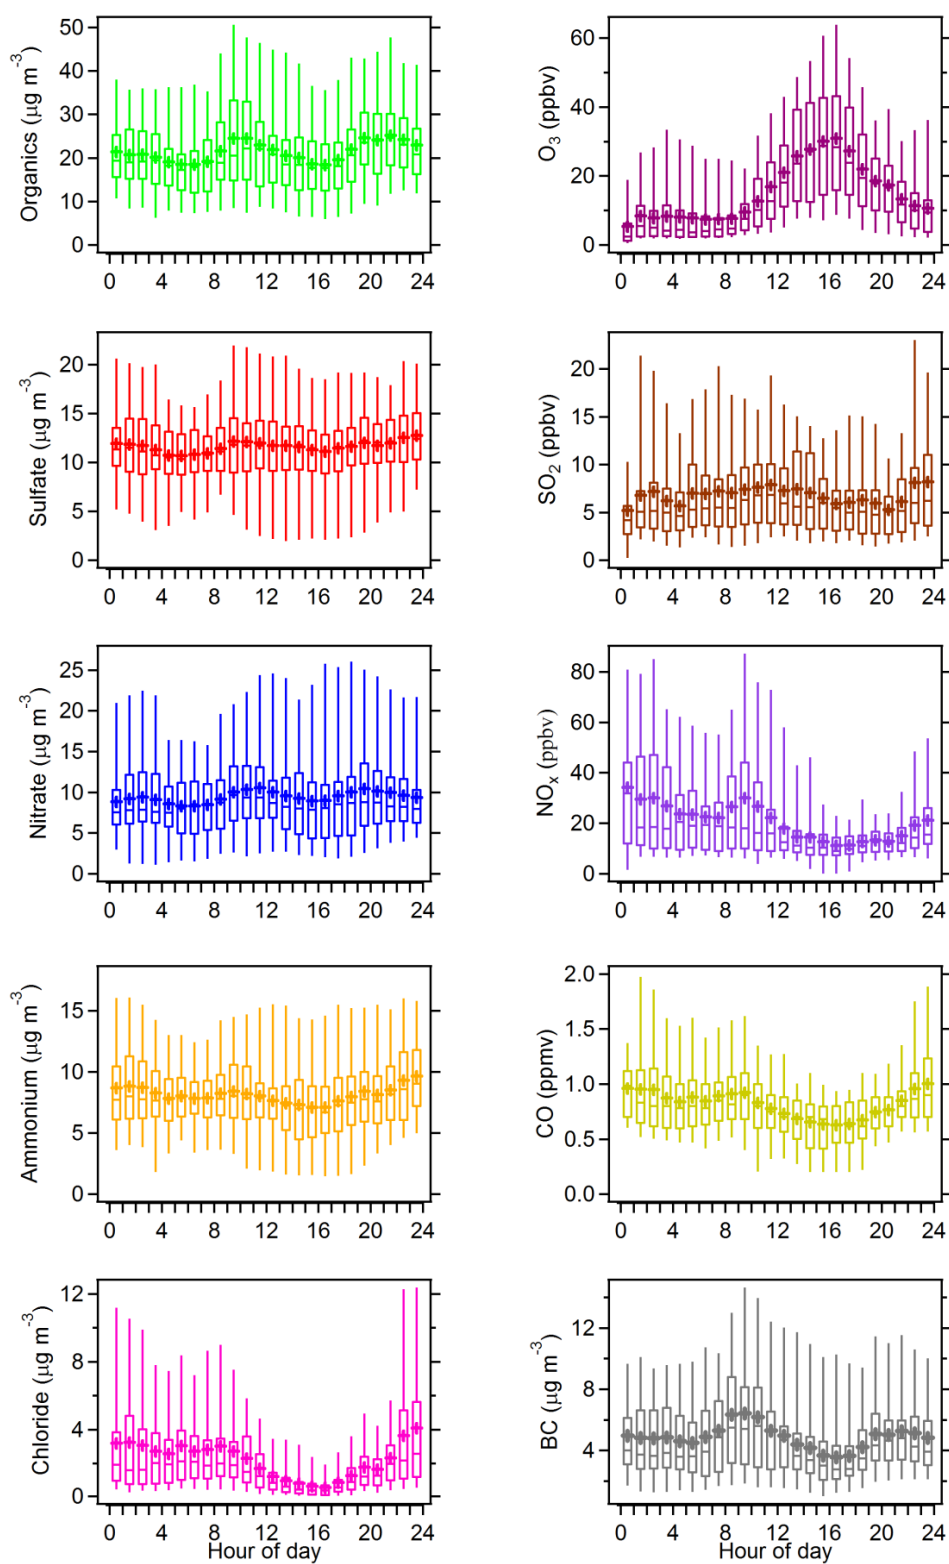 Organics (µg m⁻³)
50
40
30
20
10
0
0 4 8 12 16 20 24
O₃ (ppbv)
60
40
20
0
0 4 8 12 16 20 24
Sulfate (µg m⁻³)
20
15
10
5
0
0 4 8 12 16 20 24
SO₂ (ppbv)
20
15
10
5
0
0 4 8 12 16 20 24
Nitrate (µg m⁻³)
25
20
15
10
5
0
0 4 8 12 16 20 24
NOₓ (ppbv)
80
60
40
20
0
0 4 8 12 16 20 24
Ammonium (µg m⁻³)
15
10
5
0
0 4 8 12 16 20 24
CO (ppmv)
2.0
1.5
1.0
0.5
0.0
0 4 8 12 16 20 24
Chloride (µg m⁻³)
12
8
4
0
0 4 8 12 16 20 24
Hour of day
BC (µg m⁻³)
12
8
4
0 4 8 12 16 20 24
Hour of day